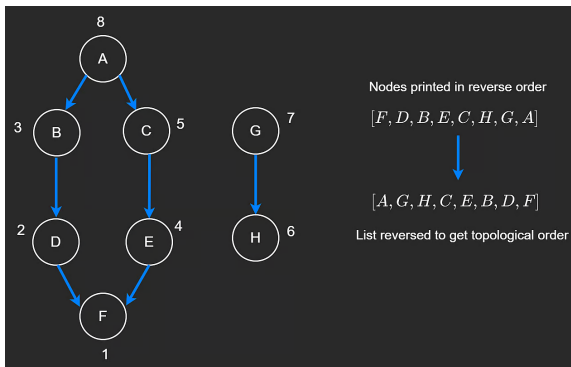 8
A
3
B
C
5
G
7
2
D
E
4
H
6
F
1
Nodes printed in reverse order
[F, D, B, E, C, H, G, A]
[A, G, H, C, E, B, D, F]
List reversed to get topological order